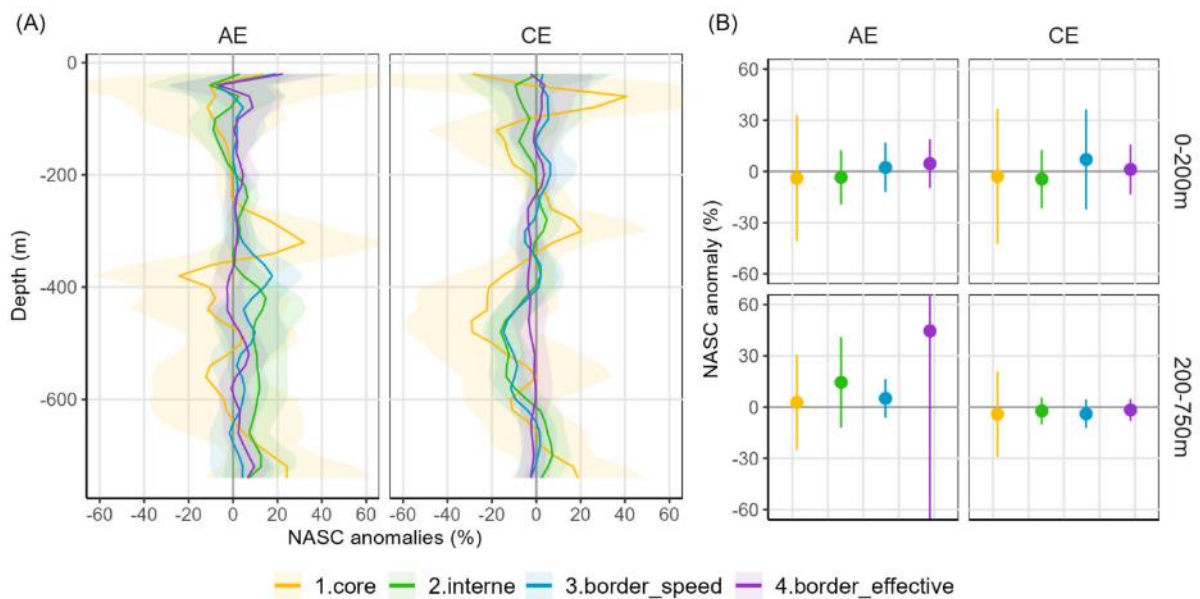 (A)
AE
CE
0
-200
-400
-600
Depth (m)
-60 -40 -20 0 20 40 60
-60 -40 -20 0 20 40 60
NASC anomalies (%)
(B)
AE
CE
60
30
0
-30
-60
0-200m
60
30
0
-30
-60
200-750m
NASC anomaly (%)
1.core 2.interne 3.border_speed 4.border_effective